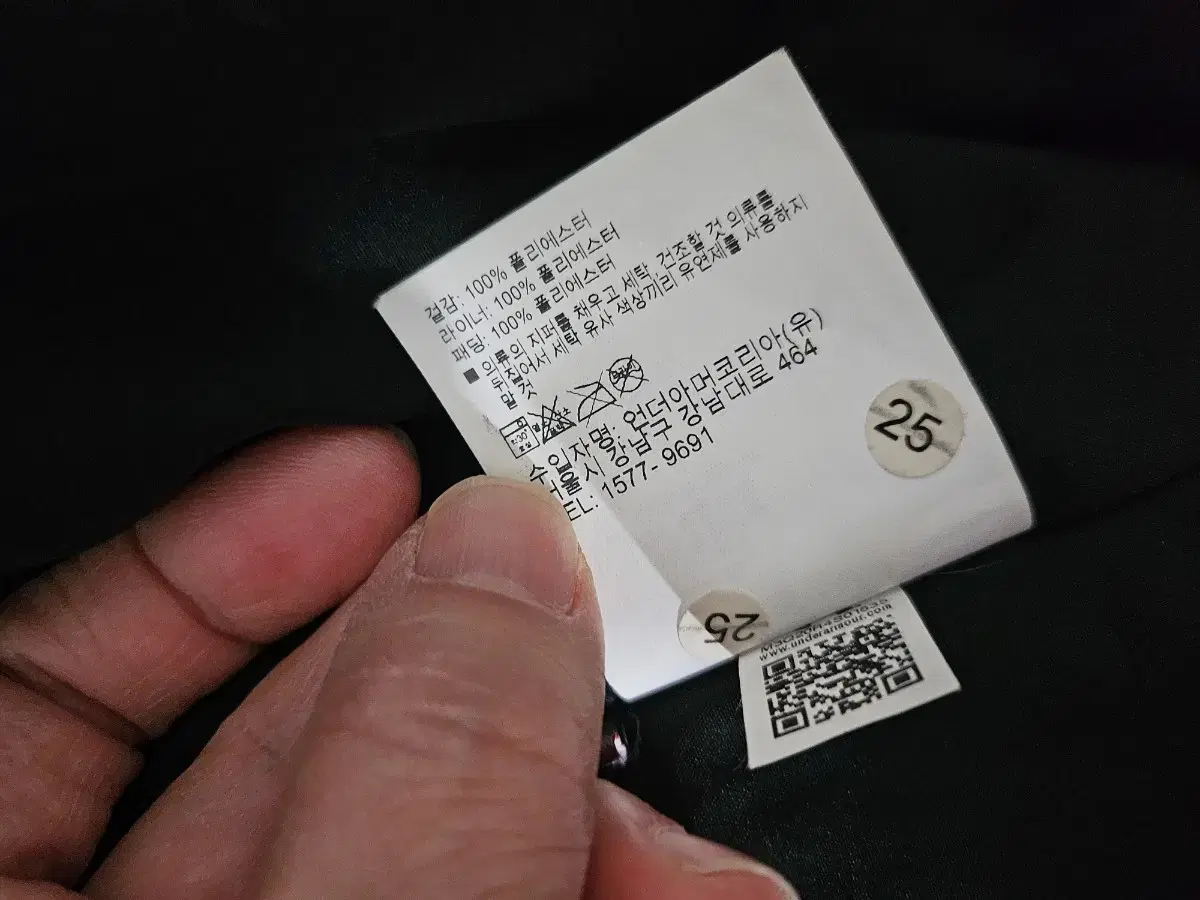 겉감: 100% 폴리에스터
라이너: 100% 폴리에스터
패딩: 100% 폴리에스터
■ 의류의 지퍼를 채우고 세탁, 건조할 것 의류를
뒤집어서 세탁 유사 색상끼리 유연제를 사용하지
말 것
수입자명: 언더아머코리아(유)
서울시 강남구 강남대로 464
TEL: 1577-9691
25
25
www.underarmour.com